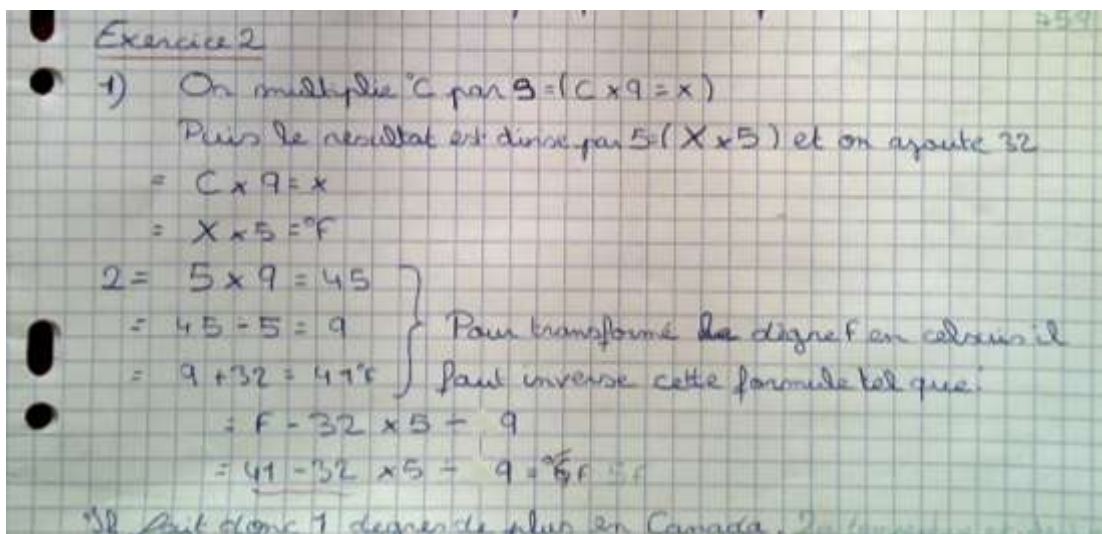 Exercice 2
1) On multiplie °C par 9 = ( C x 9 = x )
Puis le résultat est divisé par 5 = ( X x 5 ) et on ajoute 32
= C x 9 = x
= X x 5 = °F
2 = 5 x 9 = 45
= 45 - 5 = 9 Pour transformé degré F en celsius il
= 9 + 32 = 41°F faut inverse cette formule tel que:
= F - 32 x 5 ÷ 9
= 41 - 32 x 5 ÷ 9 =
Il fait donc 1 degrés de plus en Canada.